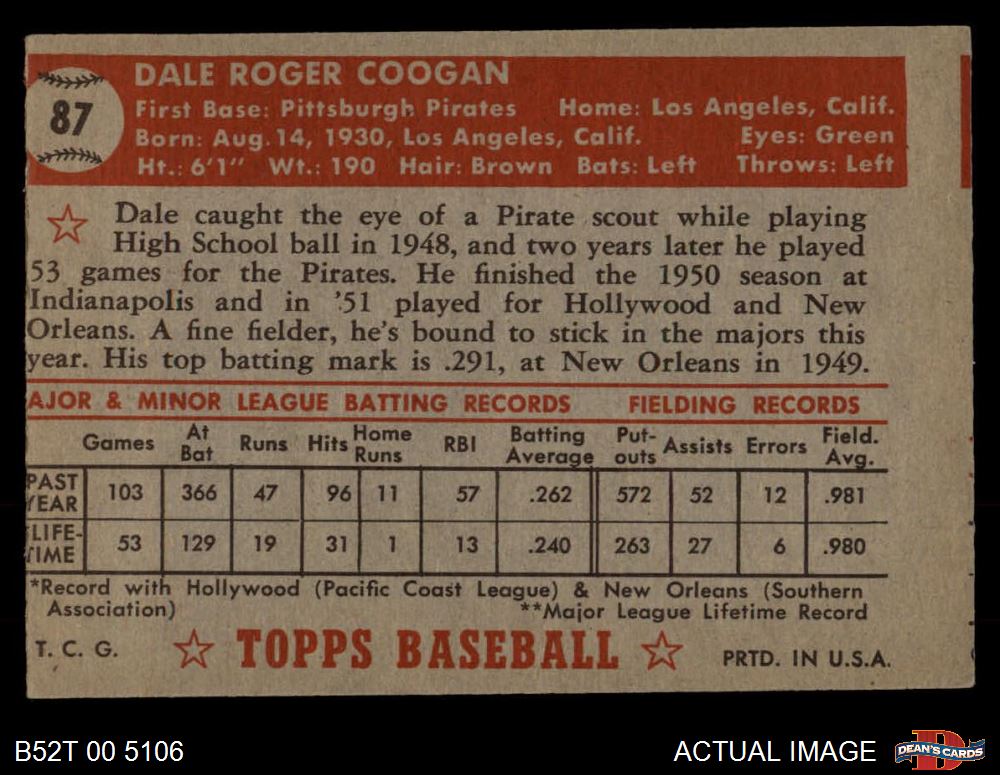 87
DALE ROGER COOGAN
First Base: Pittsburgh Pirates Home: Los Angeles, Calif.
Born: Aug. 14, 1930, Los Angeles, Calif. Eyes: Green
Ht.: 6'1" Wt.: 190 Hair: Brown Bats: Left Throws: Left
Dale caught the eye of a Pirate scout while playing
High School ball in 1948, and two years later he played
53 games for the Pirates. He finished the 1950 season at
Indianapolis and in '51 played for Hollywood and New
Orleans. A fine fielder, he's bound to stick in the majors this
year. His top batting mark is .291, at New Orleans in 1949.
AJOR & MINOR LEAGUE BATTING RECORDS FIELDING RECORDS
Games At Bat Runs Hits Home Runs RBI Batting Average Put-outs Assists Errors Field. Avg.
PAST YEAR 103 366 47 96 11 57 .262 572 52 12 .981
LIFE-TIME 53 129 19 31 1 13 .240 263 27 6 .980
*Record with Hollywood (Pacific Coast League) & New Orleans (Southern
Association) **Major League Lifetime Record
T. C. G. TOPPS BASEBALL PRTD. IN U.S.A.
B52T 00 5106 ACTUAL IMAGE DEAN'S CARDS